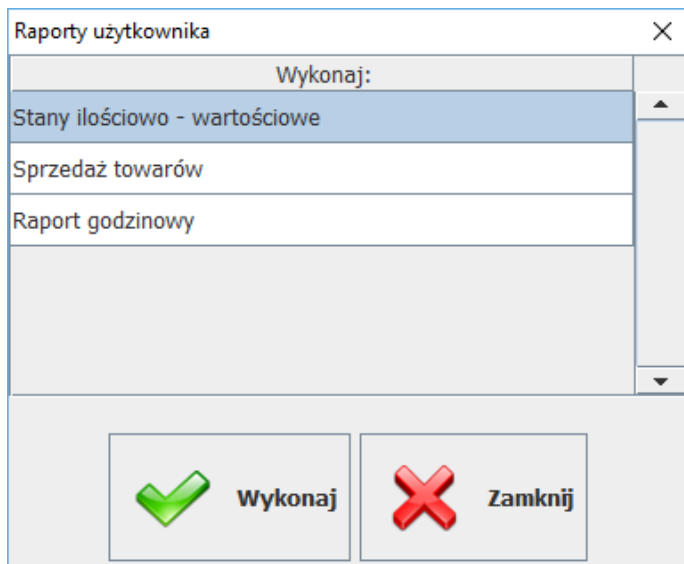 Raporty użytkownika
Wykonaj:
Stany ilościowo - wartościowe
Sprzedaż towarów
Raport godzinowy
Wykonaj
Zamknij